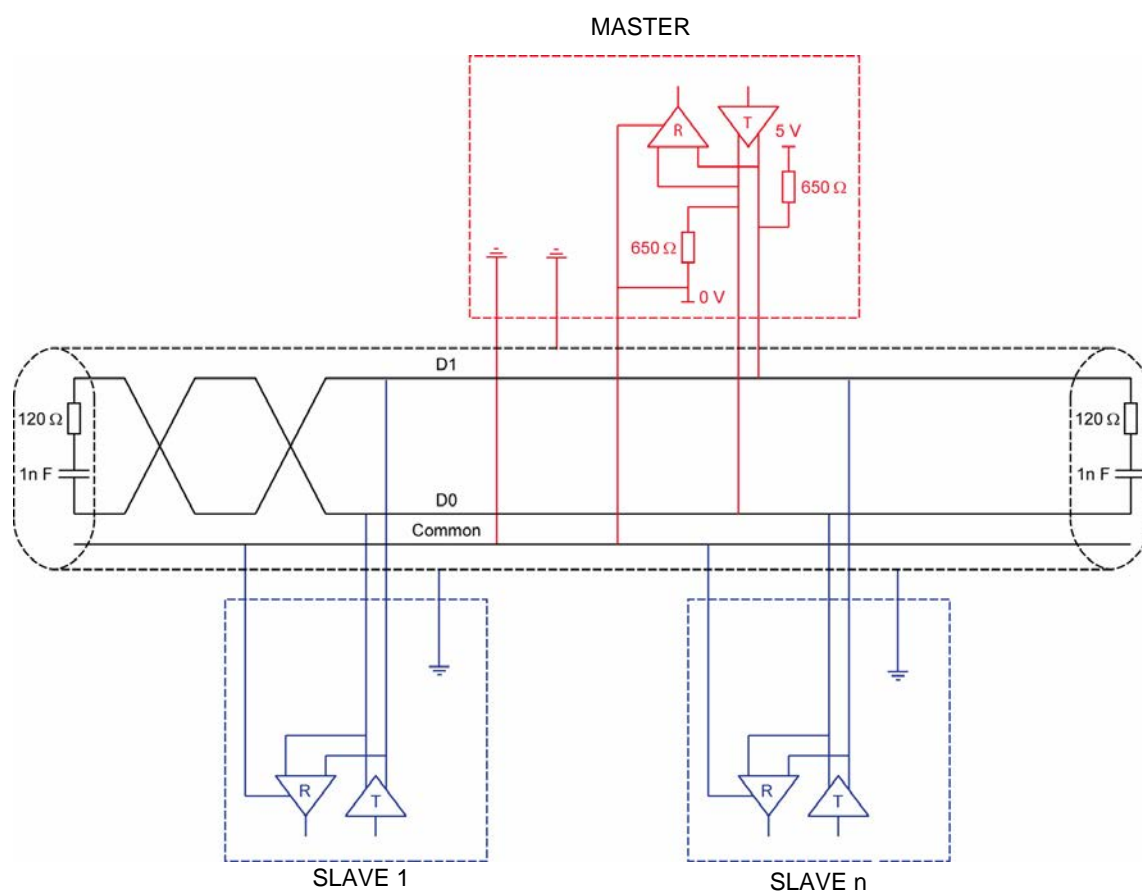 MASTER
R
T
5 V
650 Ω
650 Ω
0 V
D1
120 Ω
120 Ω
1n F
1n F
D0
Common
R
T
R
T
SLAVE 1
SLAVE n